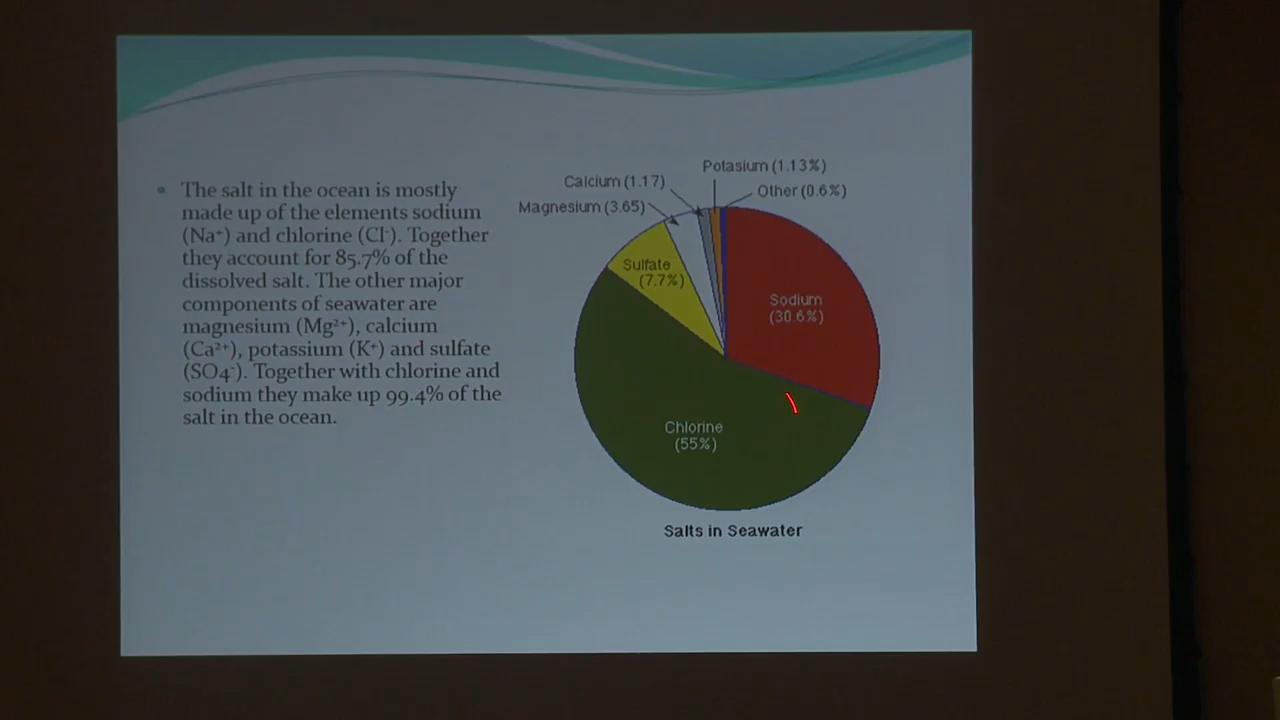 The salt in the ocean is mostly
made up of the elements sodium
(Na⁺) and chlorine (Cl⁻). Together
they account for 85.7% of the
dissolved salt. The other major
components of seawater are
magnesium (Mg²⁺), calcium
(Ca²⁺), potassium (K⁺) and sulfate
(SO4⁻). Together with chlorine and
sodium they make up 99.4% of the
salt in the ocean.
Potasium (1.13%)
Calcium (1.17)
Other (0.6%)
Magnesium (3.65)
Sulfate
(7.7%)
Sodium
(30.6%)
Chlorine
(55%)
Salts in Seawater